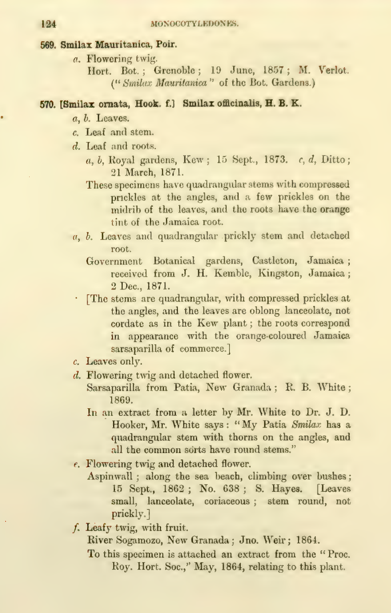 124 MONOCOTYLEDONES.
569. Smilax Mauritanica, Poir.
a. Flowering twig.
Hort. Bot. ; Grenoble ; 19 June, 1857 ; M. Verlot.
("Smilax Mauritanica" of the Bot. Gardens.)
570. [Smilax ornata, Hook. f.] Smilax officinalis, H. B. K.
a, b. Leaves.
c. Leaf and stem.
d. Leaf and roots.
a, b, Royal gardens, Kew ; 15 Sept., 1873. c, d, Ditto ;
21 March, 1871.
These specimens have quadrangular stems with compressed
prickles at the angles, and a few prickles on the
midrib of the leaves, and the roots have the orange
tint of the Jamaica root.
a, b. Leaves and quadrangular prickly stem and detached
root.
Government Botanical gardens, Castleton, Jamaica ;
received from J. H. Kemble, Kingston, Jamaica ;
2 Dec., 1871.
[The stems are quadrangular, with compressed prickles at
the angles, and the leaves are oblong lanceolate, not
cordate as in the Kew plant ; the roots correspond
in appearance with the orange-coloured Jamaica
sarsaparilla of commerce.]
c. Leaves only.
d. Flowering twig and detached flower.
Sarsaparilla from Patia, New Granada ; R. B. White ;
1869.
In an extract from a letter by Mr. White to Dr. J. D.
Hooker, Mr. White says : "My Patia Smilax has a
quadrangular stem with thorns on the angles, and
all the common sorts have round stems."
e. Flowering twig and detached flower.
Aspinwall ; along the sea beach, climbing over bushes ;
15 Sept., 1862 ; No. 638 ; S. Hayes. [Leaves
small, lanceolate, coriaceous ; stem round, not
prickly.]
f. Leafy twig, with fruit.
River Sogamozo, New Granada ; Jno. Weir ; 1864.
To this specimen is attached an extract from the "Proc.
Roy. Hort. Soc.," May, 1864, relating to this plant.